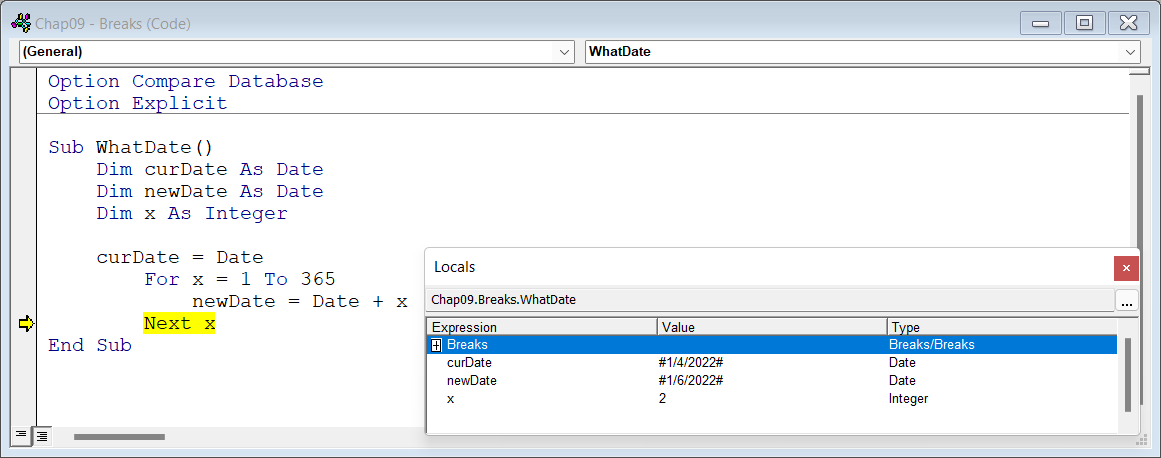 Chap09 - Breaks (Code)
(General) WhatDate
Option Compare Database
Option Explicit
Sub WhatDate()
Dim curDate As Date
Dim newDate As Date
Dim x As Integer
curDate = Date
For x = 1 To 365
newDate = Date + x
Next x
End Sub
Locals
Chap09.Breaks.WhatDate ...
Expression Value Type
Breaks Breaks/Breaks
curDate #1/4/2022# Date
newDate #1/6/2022# Date
x 2 Integer